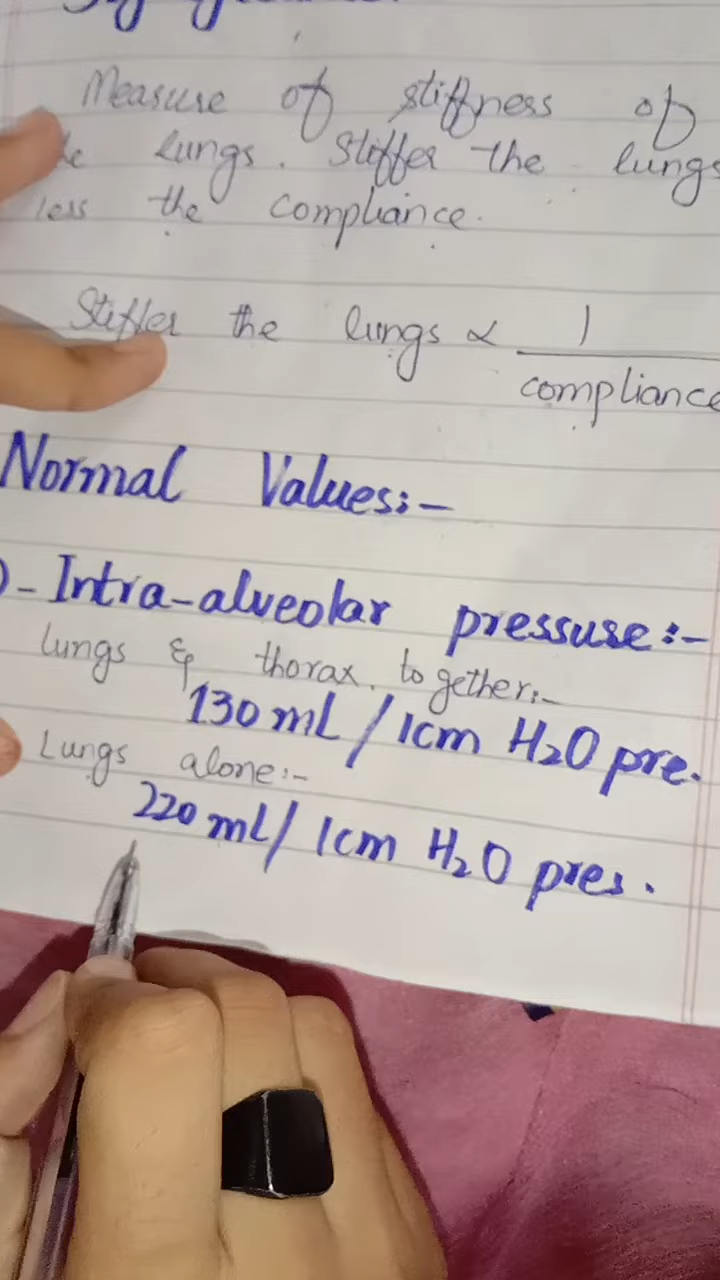 Measure of stiffness of
lungs. Stiffer the lungs
less the compliance.
Stiffer the lungs ∝ 1
compliance
Normal Values:-
)- Intra-alveolar pressuse:-
lungs & thorax. together:-
130 mL / 1cm H2O pre.
Lungs alone:-
220 ml/ 1cm H2O pres.